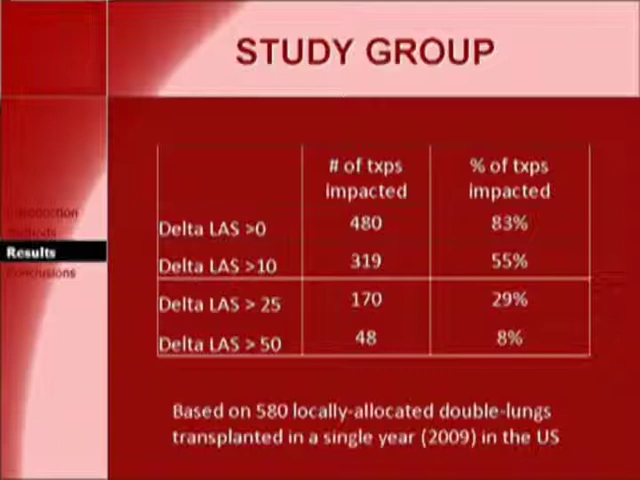 STUDY GROUP
# of txps impacted % of txps impacted
Delta LAS >0 480 83%
Delta LAS >10 319 55%
Delta LAS > 25 170 29%
Delta LAS > 50 48 8%
Based on 580 locally-allocated double-lungs
transplanted in a single year (2009) in the US
Introduction
Methods
Results
Conclusions